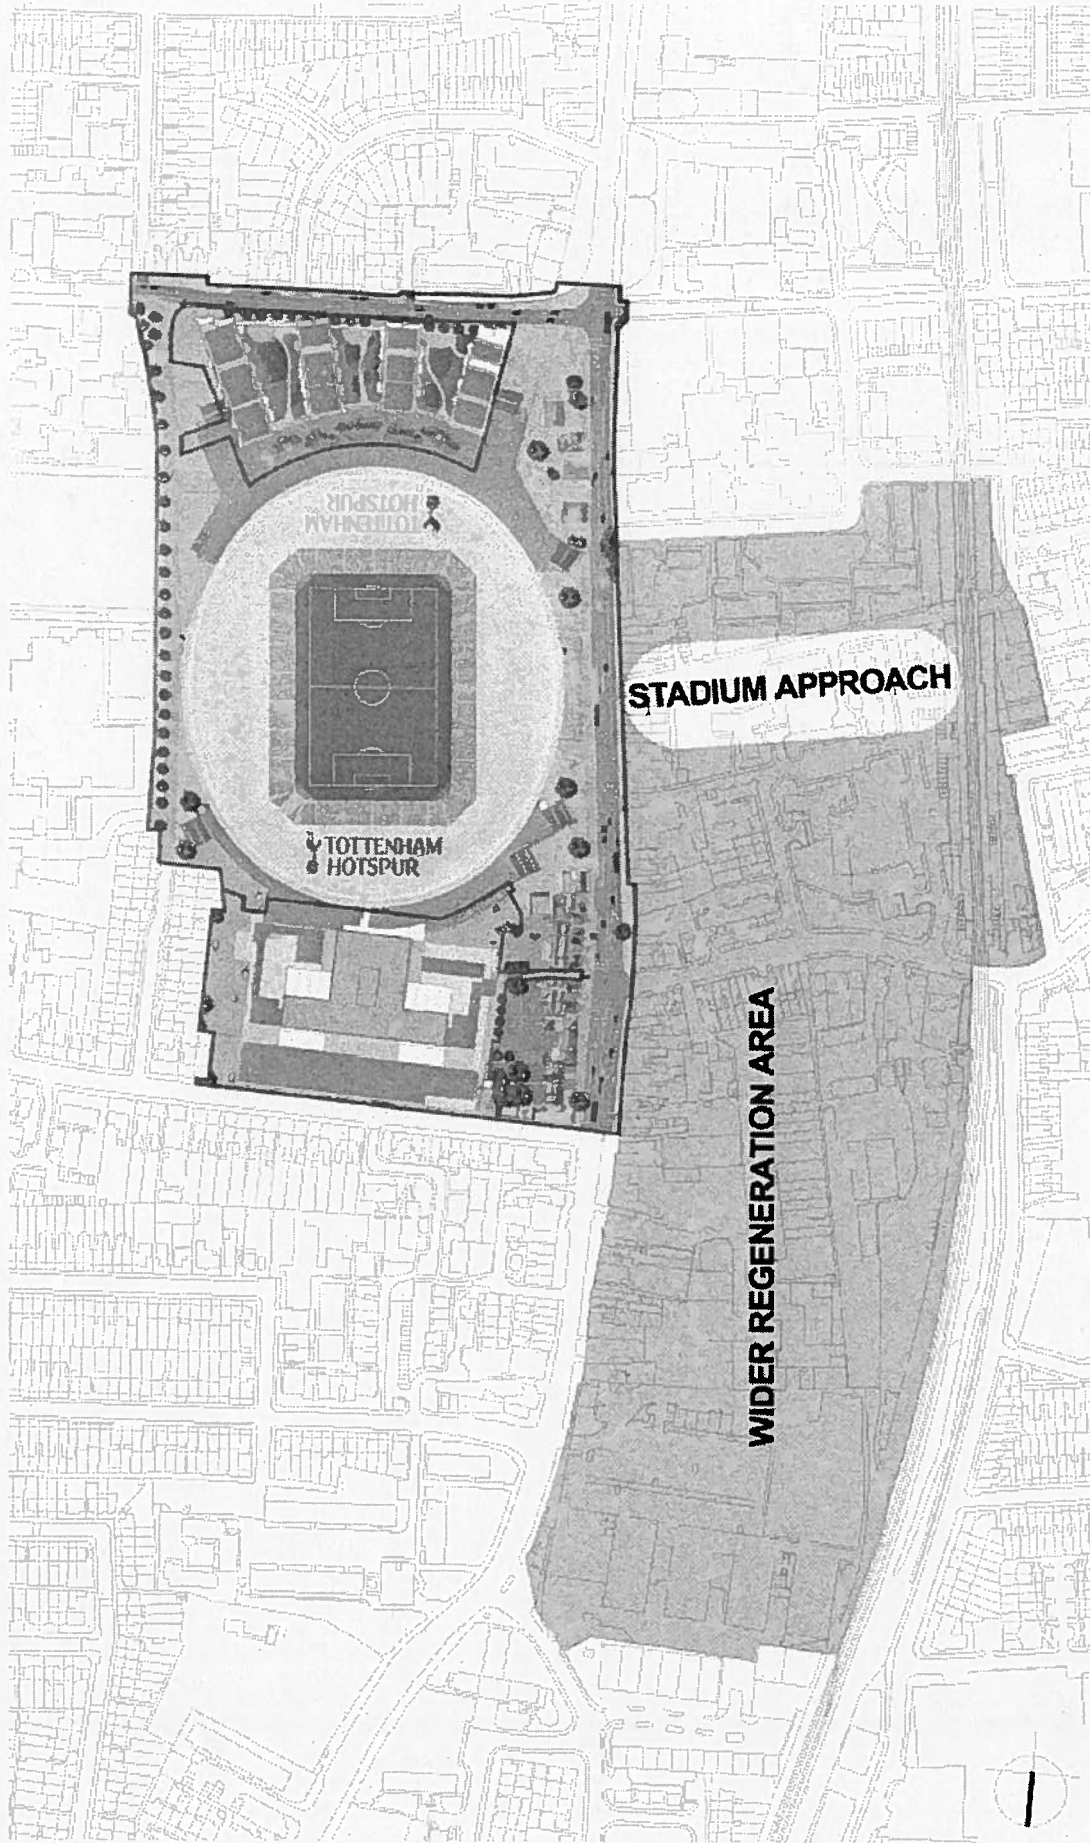 TOTTENHAM
HOTSPUR
STADIUM APPROACH
TOTTENHAM
HOTSPUR
WIDER REGENERATION AREA